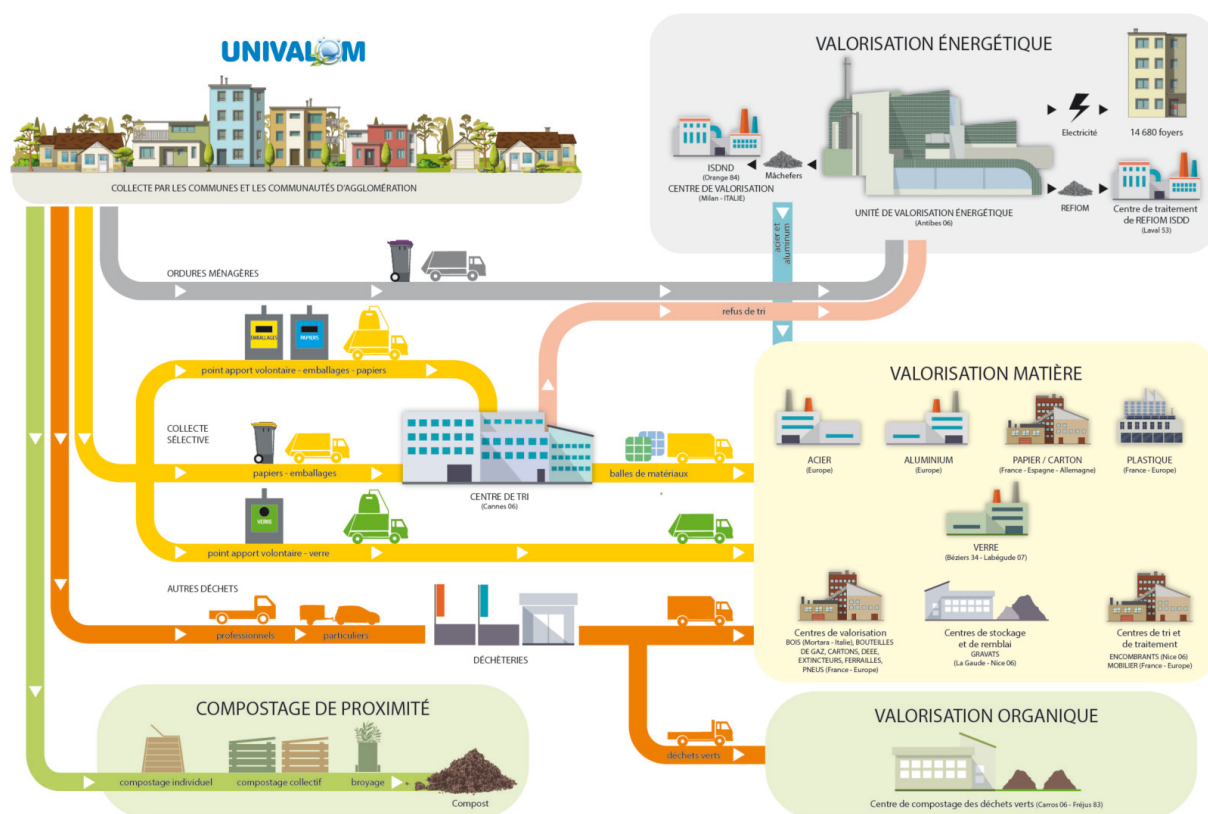 UNIVALOM
COLLECTE PAR LES COMMUNES ET LES COMMUNAUTÉS D'AGGLOMÉRATION
VALORISATION ÉNERGÉTIQUE
Electricité
14 680 foyers
ISDND
(Orange 84)
CENTRE DE VALORISATION
(Milan - ITALIE)
Mâchefers
UNITÉ DE VALORISATION ÉNERGÉTIQUE
(Antibes 06)
REFIOM
Centre de traitement
de REFIOM ISDD
(Laval 53)
acier et
aluminum
ORDURES MÉNAGÈRES
refus de tri
EMBALLAGES
PAPIERS
point apport volontaire - emballages - papiers
COLLECTE
SÉLECTIVE
papiers - emballages
CENTRE DE TRI
(Cannes 06)
balles de matériaux
VERRE
point apport volontaire - verre
VALORISATION MATIÈRE
ACIER
(Europe)
ALUMINIUM
(Europe)
PAPIER / CARTON
(France - Espagne - Allemagne)
PLASTIQUE
(France - Europe)
VERRE
(Béziers 34 - Labégude 07)
AUTRES DÉCHETS
professionnels
particuliers
DÉCHÈTERIES
Centres de valorisation
BOIS (Mortara - Italie), BOUTEILLES
DE GAZ, CARTONS, DEEE,
EXTINCTEURS, FERRAILLES,
PNEUS (France - Europe)
Centres de stockage
et de remblai
GRAVATS
(La Gaude - Nice 06)
Centres de tri et
de traitement
ENCOMBRANTS (Nice 06)
MOBILIER (France - Europe)
COMPOSTAGE DE PROXIMITÉ
compostage individuel
compostage collectif
broyage
Compost
déchets verts
VALORISATION ORGANIQUE
Centre de compostage des déchets verts (Carros 06 - Fréjus 83)